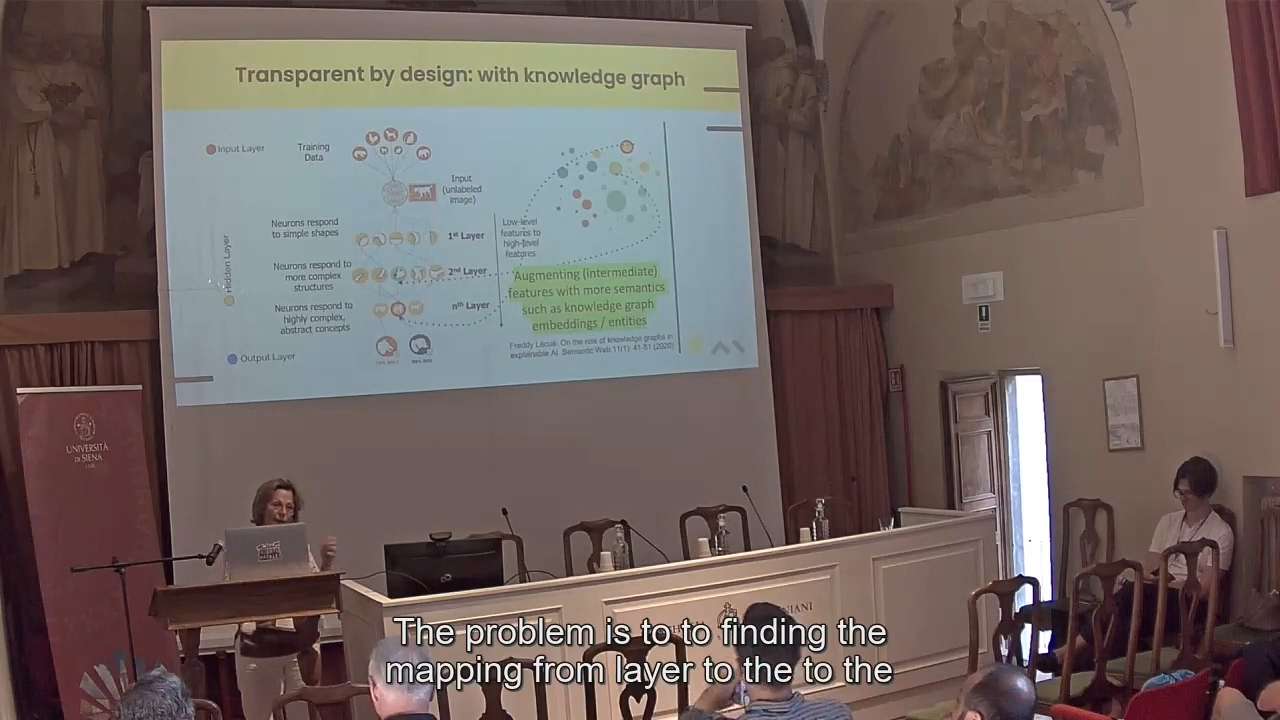 Transparent by design: with knowledge graph
Input Layer
Training
Data
Input
(unlabeled
image)
Neurons respond
to simple shapes
1st Layer
Low-level
features to
high-level
features
Hidden Layer
Neurons respond to
more complex
structures
2nd Layer
Augmenting (intermediate)
features with more semantics
such as knowledge graph
embeddings / entities
Neurons respond to
highly complex,
abstract concepts
nth Layer
Output Layer
Freddy Lécué: On the role of knowledge graphs in
explainable AI. Semantic Web 11(1): 41-51 (2020)
UNIVERSITÀ
DI SIENA
The problem is to to finding the
mapping from layer to the to the